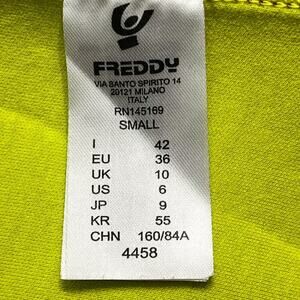 FREDDY
VIA SANTO SPIRITO 14
20121 MILANO
ITALY
RN145169
SMALL
I 42
EU 36
UK 10
US 6
JP 9
KR 55
CHN 160/84A
4458